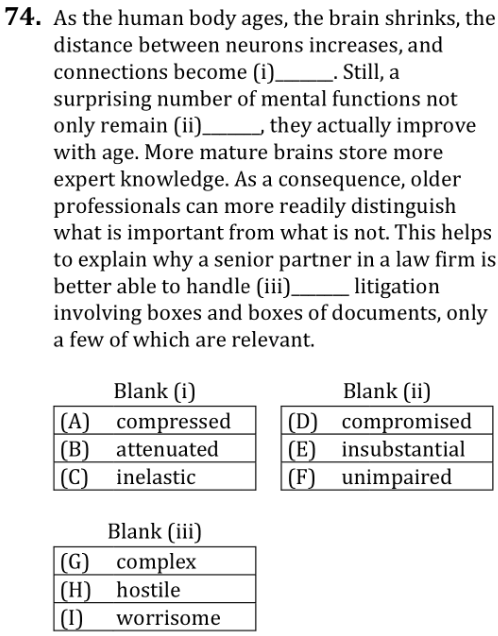 74. As the human body ages, the brain shrinks, the
distance between neurons increases, and
connections become (i)______. Still, a
surprising number of mental functions not
only remain (ii)______, they actually improve
with age. More mature brains store more
expert knowledge. As a consequence, older
professionals can more readily distinguish
what is important from what is not. This helps
to explain why a senior partner in a law firm is
better able to handle (iii)______ litigation
involving boxes and boxes of documents, only
a few of which are relevant.
Blank (i)
(A) compressed
(B) attenuated
(C) inelastic
Blank (ii)
(D) compromised
(E) insubstantial
(F) unimpaired
Blank (iii)
(G) complex
(H) hostile
(I) worrisome